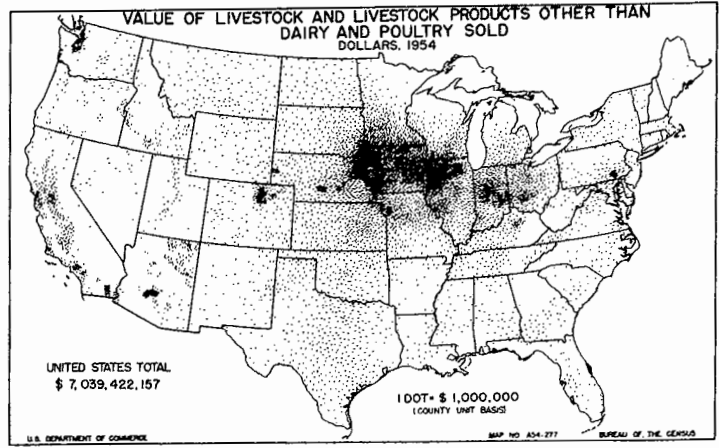 VALUE OF LIVESTOCK AND LIVESTOCK PRODUCTS OTHER THAN
DAIRY AND POULTRY SOLD
DOLLARS, 1954
UNITED STATES TOTAL
$ 7,039,422,157
1 DOT = $ 1,000,000
(COUNTY UNIT BASIS)
U.S. DEPARTMENT OF COMMERCE
MAP NO A54-277
BUREAU OF THE CENSUS